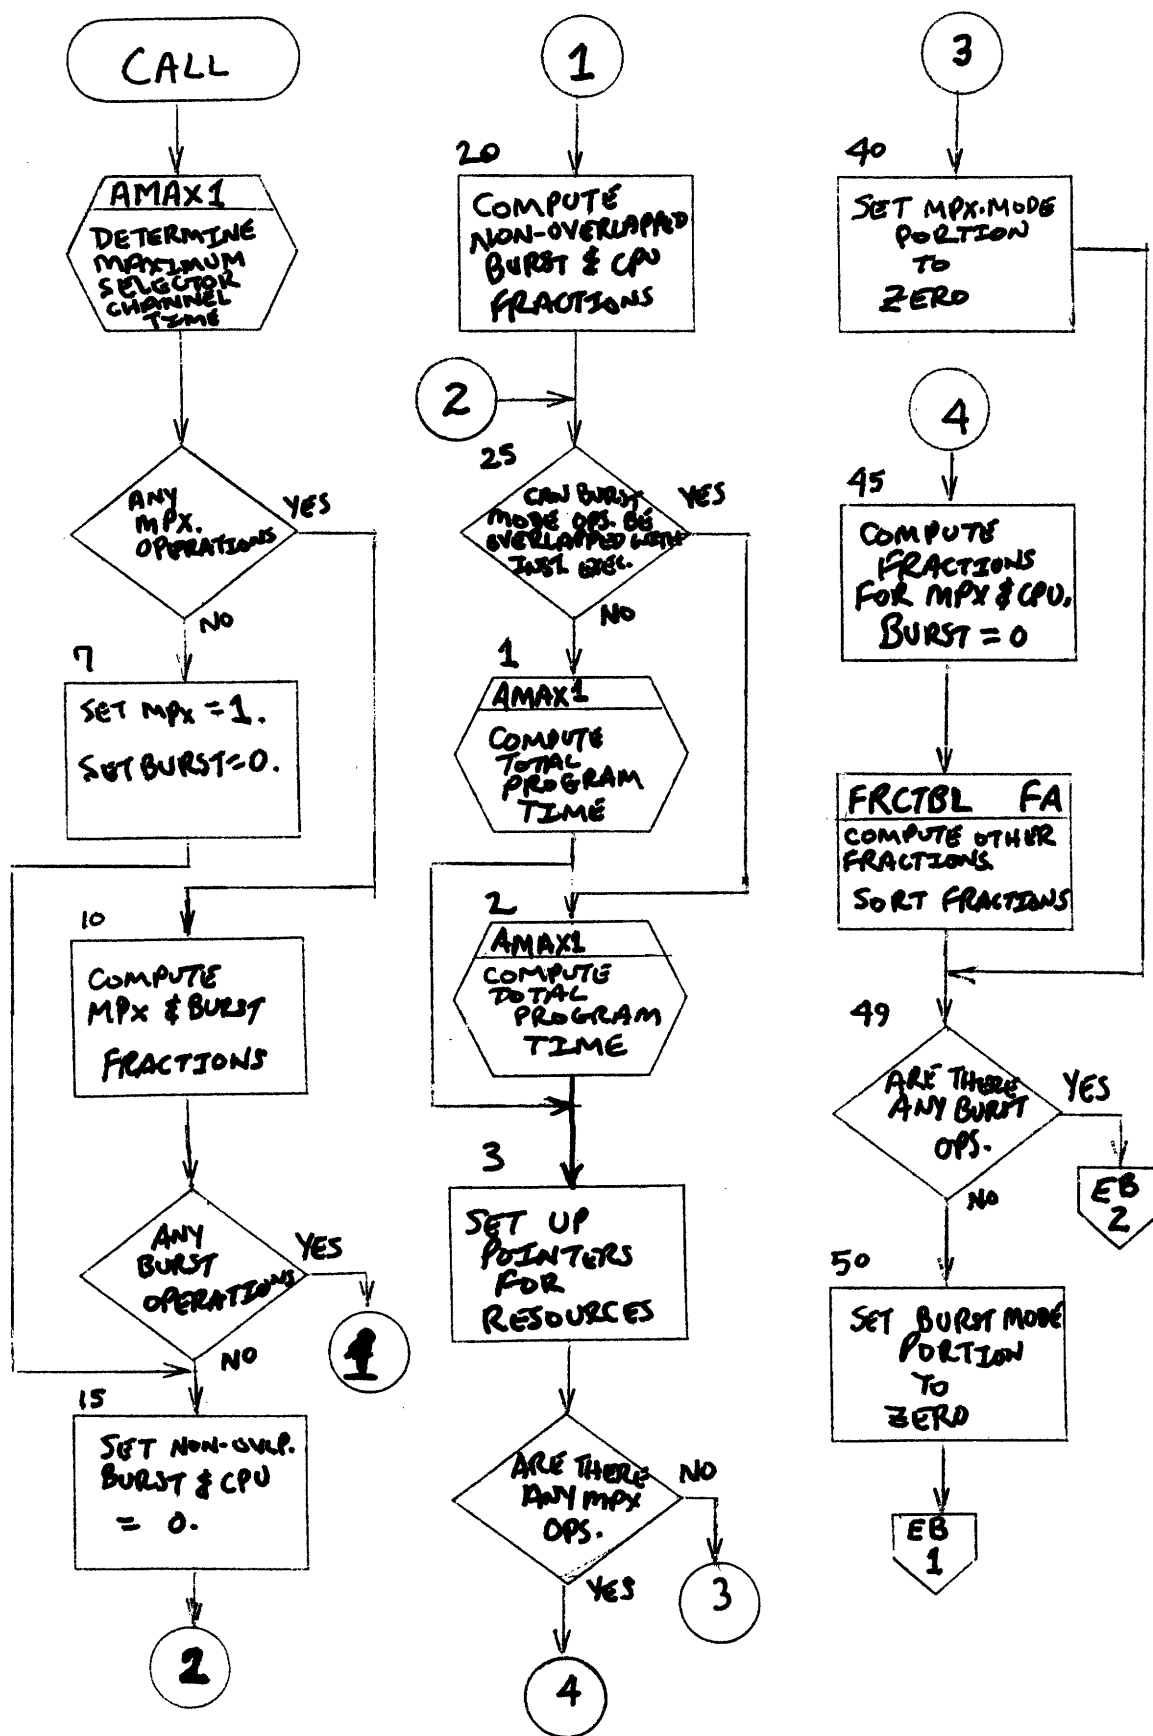 CALL
AMAX1
DETERMINE
MAXIMUM
SELECTOR
CHANNEL
TIME
ANY
MPX.
OPERATIONS
YES
NO
7
SET MPX = 1.
SET BURST = 0.
10
COMPUTE
MPX & BURST
FRACTIONS
ANY
BURST
OPERATIONS
YES
1
NO
15
SET NON-OVLP.
BURST & CPU
= 0.
2
1
20
COMPUTE
NON-OVERLAPPED
BURST & CPU
FRACTIONS
2
25
CAN BURST
MODE OPS. BE
OVERLAPPED WITH
INST. EXEC.
YES
NO
1
AMAX1
COMPUTE
TOTAL
PROGRAM
TIME
2
AMAX1
COMPUTE
TOTAL
PROGRAM
TIME
3
SET UP
POINTERS
FOR
RESOURCES
ARE THERE
ANY MPX
OPS.
NO
3
YES
4
3
40
SET MPX.MODE
PORTION
TO
ZERO
4
45
COMPUTE
FRACTIONS
FOR MPX & CPU.
BURST = 0
FRCTBL FA
COMPUTE OTHER
FRACTIONS.
SORT FRACTIONS
49
ARE THERE
ANY BURST
OPS.
YES
EB
2
NO
50
SET BURST MODE
PORTION
TO
ZERO
EB
1